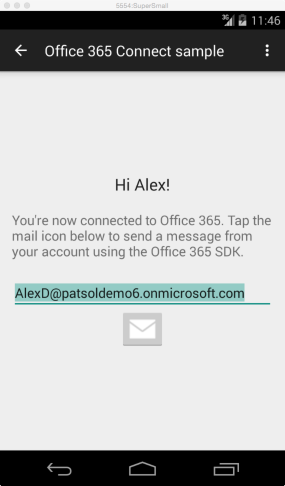 5554:SuperSmall
3G 11:46
Office 365 Connect sample
Hi Alex!
You're now connected to Office 365. Tap the
mail icon below to send a message from
your account using the Office 365 SDK.
AlexD@patsoldemo6.onmicrosoft.com